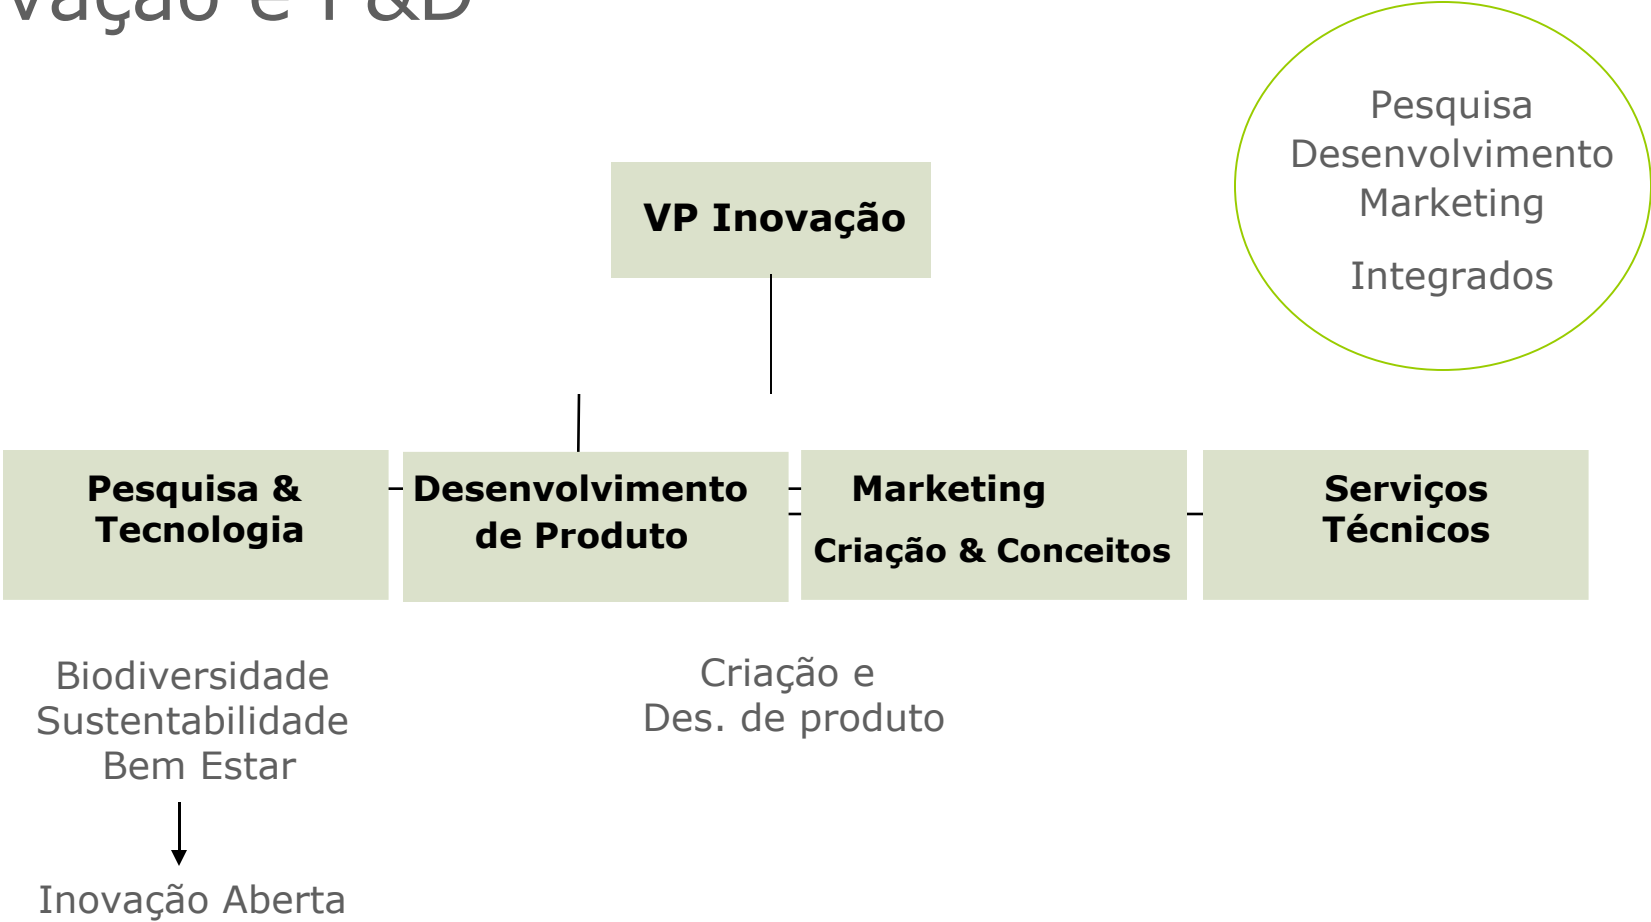 vação e P&D
Pesquisa
Desenvolvimento
Marketing
Integrados
VP Inovação
Pesquisa &
Tecnologia
Desenvolvimento
de Produto
Marketing
Criação & Conceitos
Serviços
Técnicos
Biodiversidade
Sustentabilidade
Bem Estar
Criação e
Des. de produto
Inovação Aberta